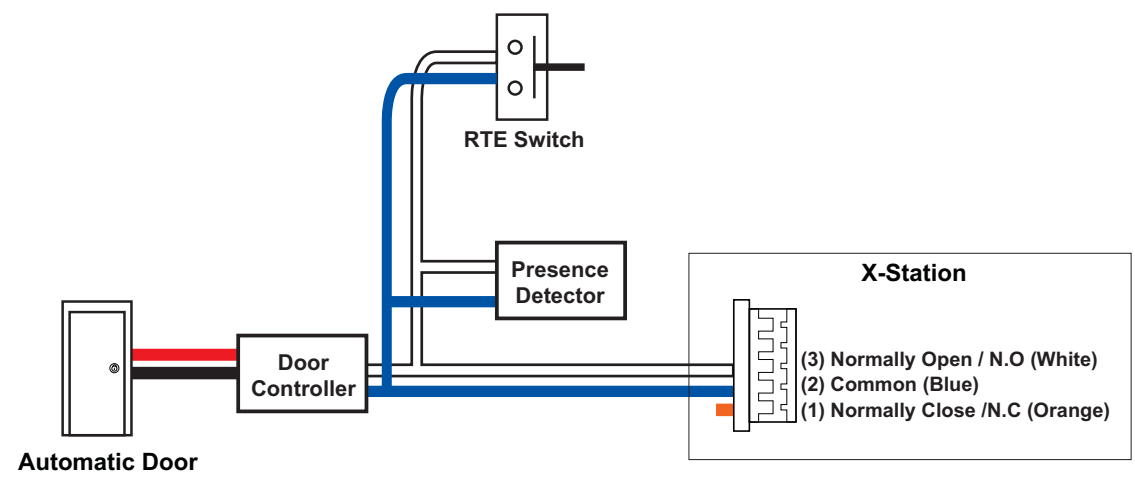 RTE Switch
Presence
Detector
X-Station
Door
Controller
(3) Normally Open / N.O (White)
(2) Common (Blue)
(1) Normally Close /N.C (Orange)
Automatic Door